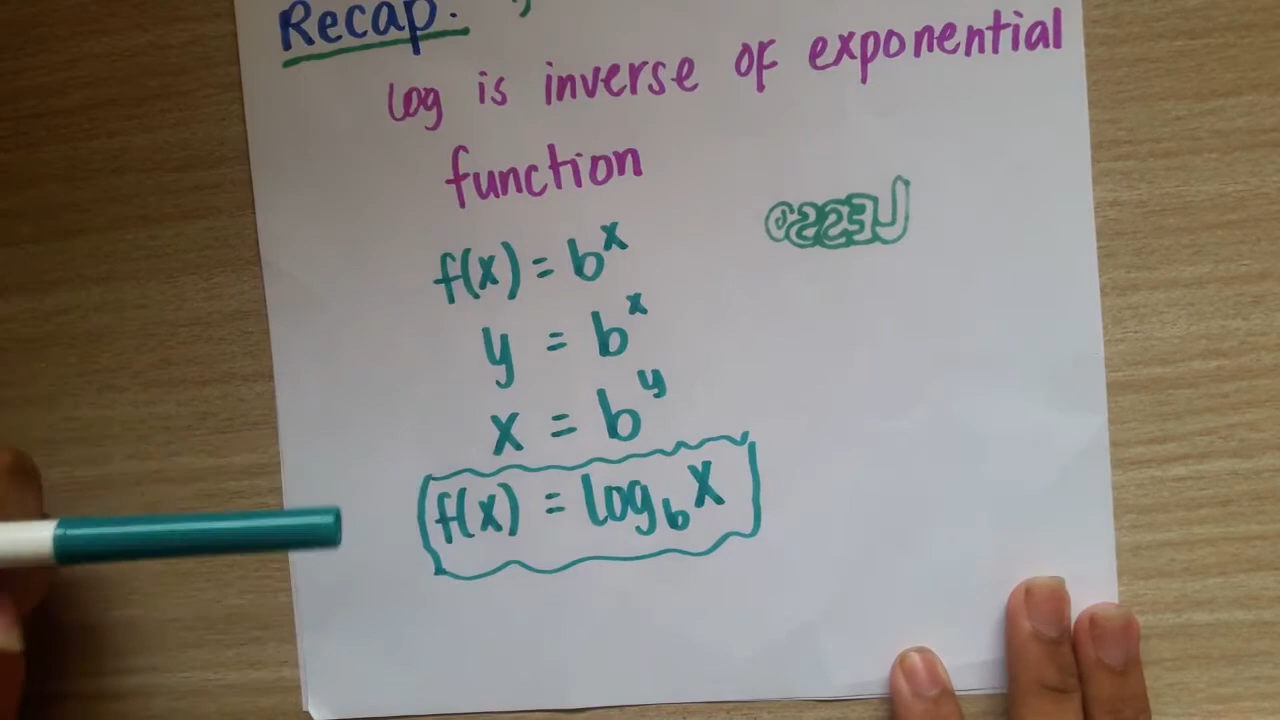 Recap:
log is inverse of exponential
function
f(x) = b^x
y = b^x
x = b^y
f(x) = log_b x